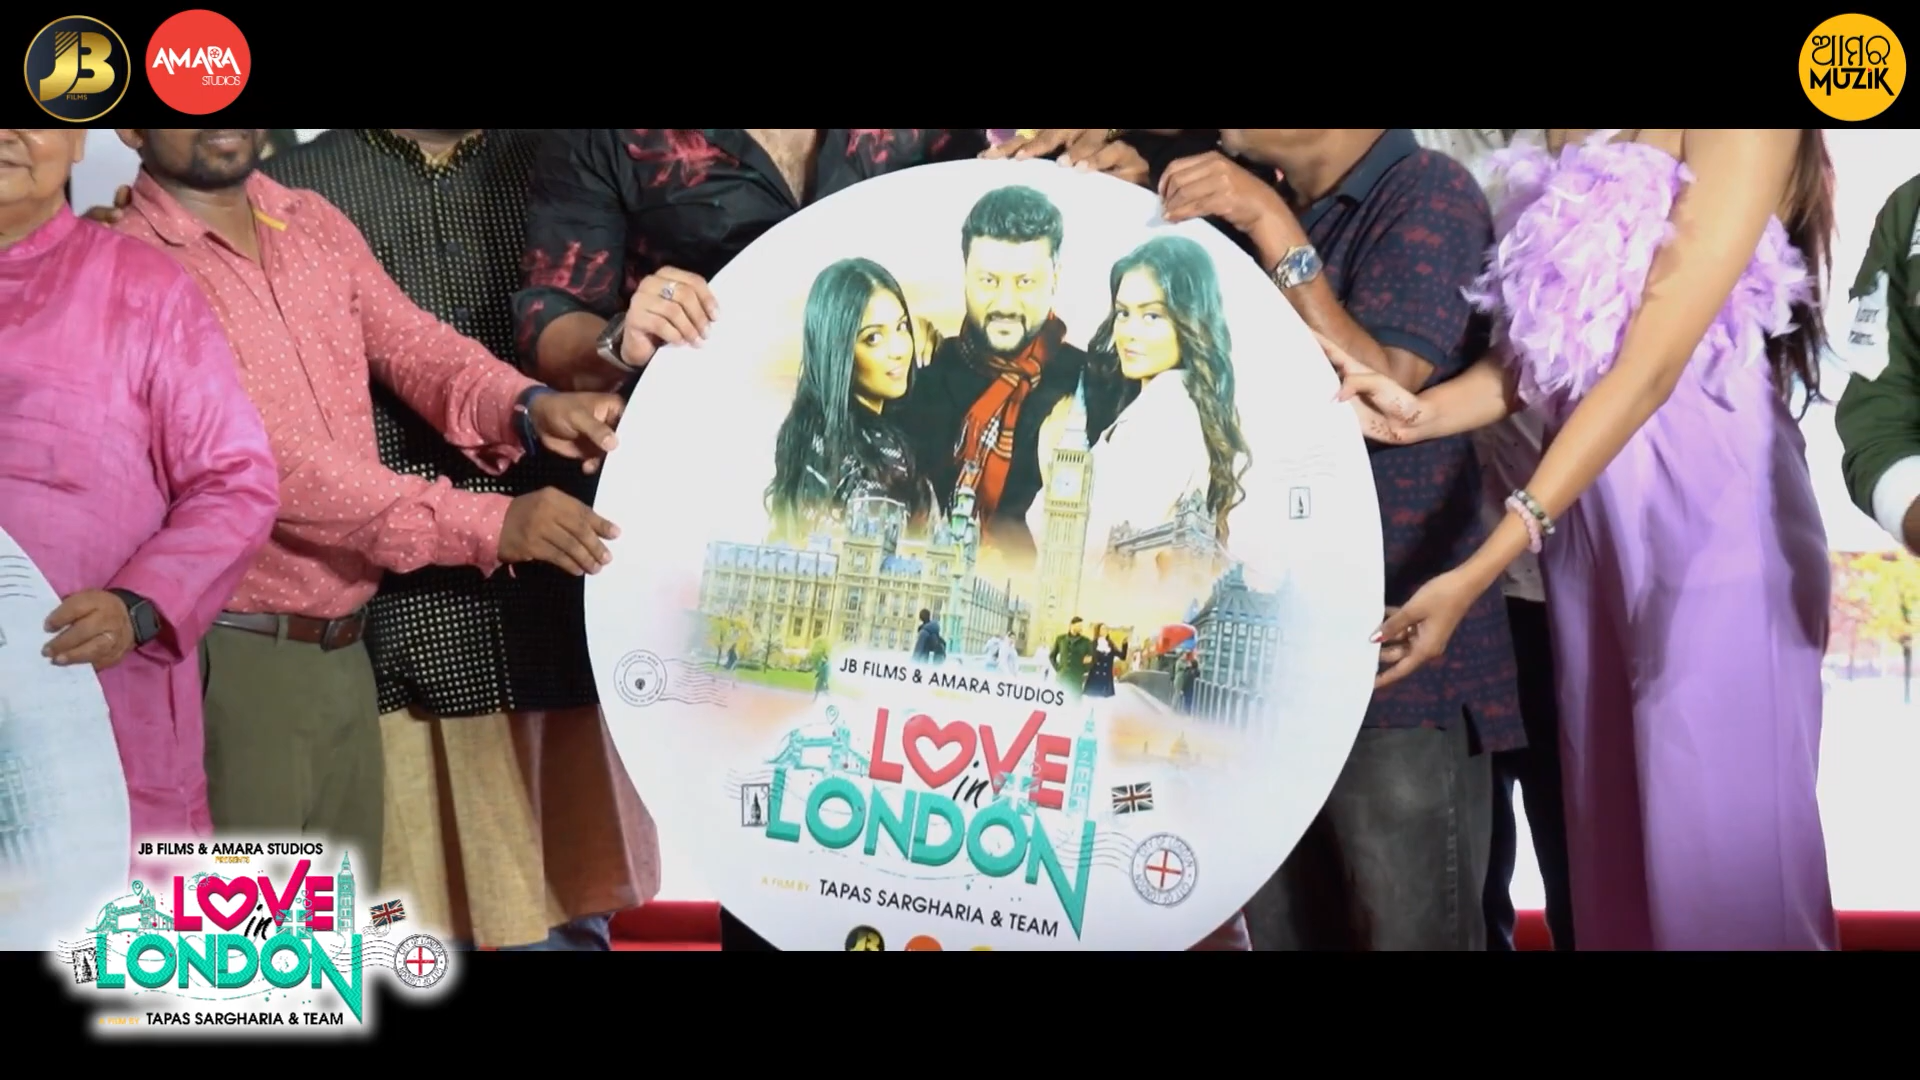 JB
FILMS
AMARA
STUDIOS
ଆମର
MUZIK
JB FILMS & AMARA STUDIOS
LOVE
in
LONDON
A FILM BY TAPAS SARGHARIA & TEAM
JB FILMS & AMARA STUDIOS
PRESENTS
LOVE
in
LONDON
A FILM BY TAPAS SARGHARIA & TEAM